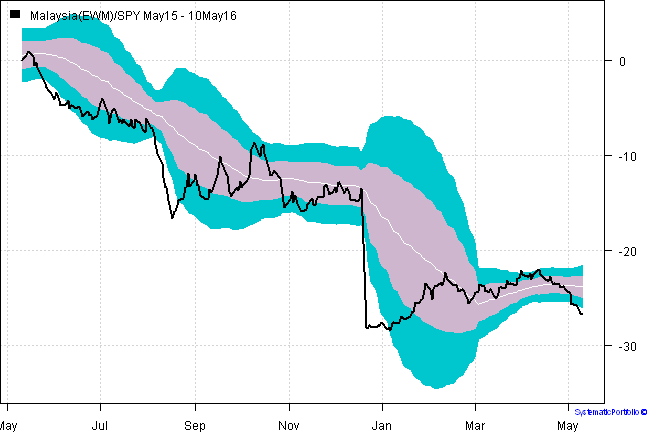 Malaysia(EWM)/SPY May15 - 10May16
0
-10
-20
-30
May Jul Sep Nov Jan Mar May
SystematicPortfolio ©